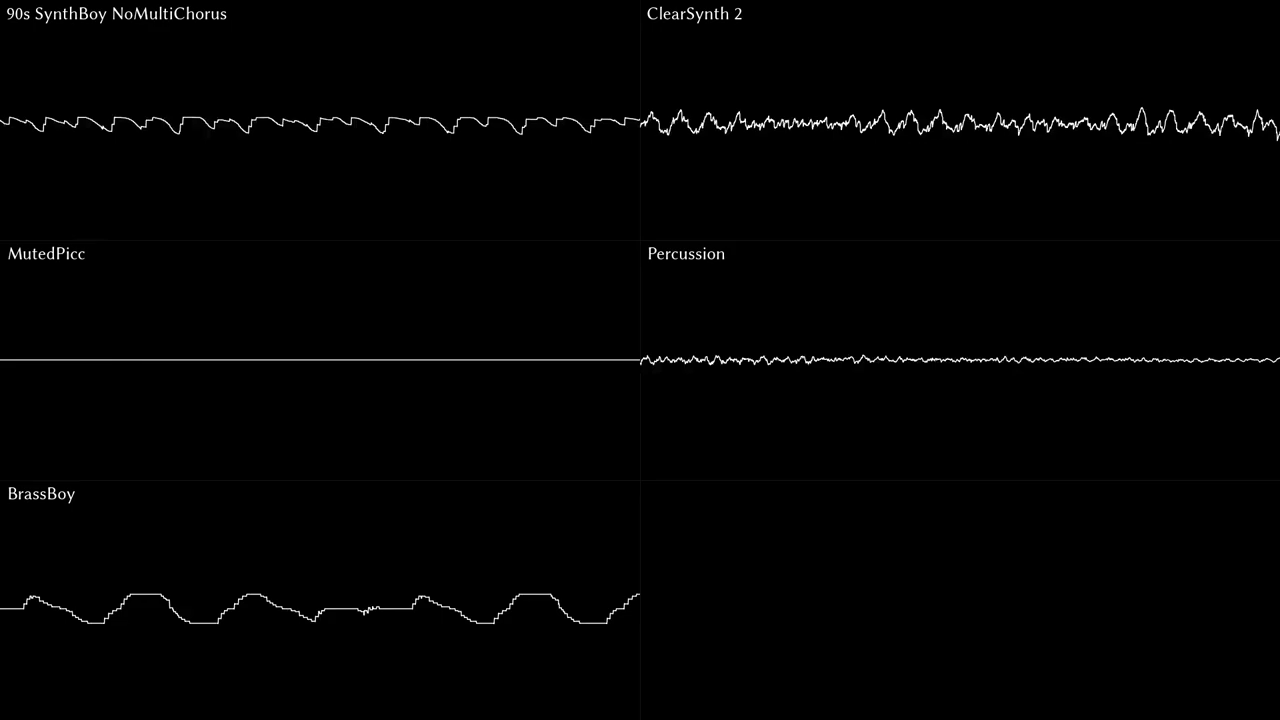 90s SynthBoy NoMultiChorus
ClearSynth 2
MutedPicc
Percussion
BrassBoy